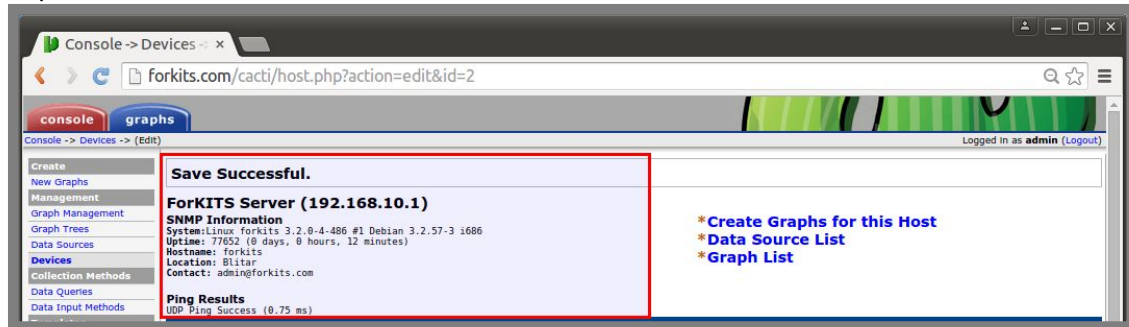 Console -> Devices -
forkits.com/cacti/host.php?action=edit&id=2
console graphs
Console -> Devices -> (Edit)
Logged in as admin (Logout)
Create
New Graphs
Management
Graph Management
Graph Trees
Data Sources
Devices
Collection Methods
Data Queries
Data Input Methods
Save Successful.
ForKITS Server (192.168.10.1)
SNMP Information
System:Linux forkits 3.2.0-4-486 #1 Debian 3.2.57-3 i686
Uptime: 77652 (0 days, 0 hours, 12 minutes)
Hostname: forkits
Location: Blitar
Contact: admin@forkits.com
Ping Results
UDP Ping Success (0.75 ms)
*Create Graphs for this Host
*Data Source List
*Graph List